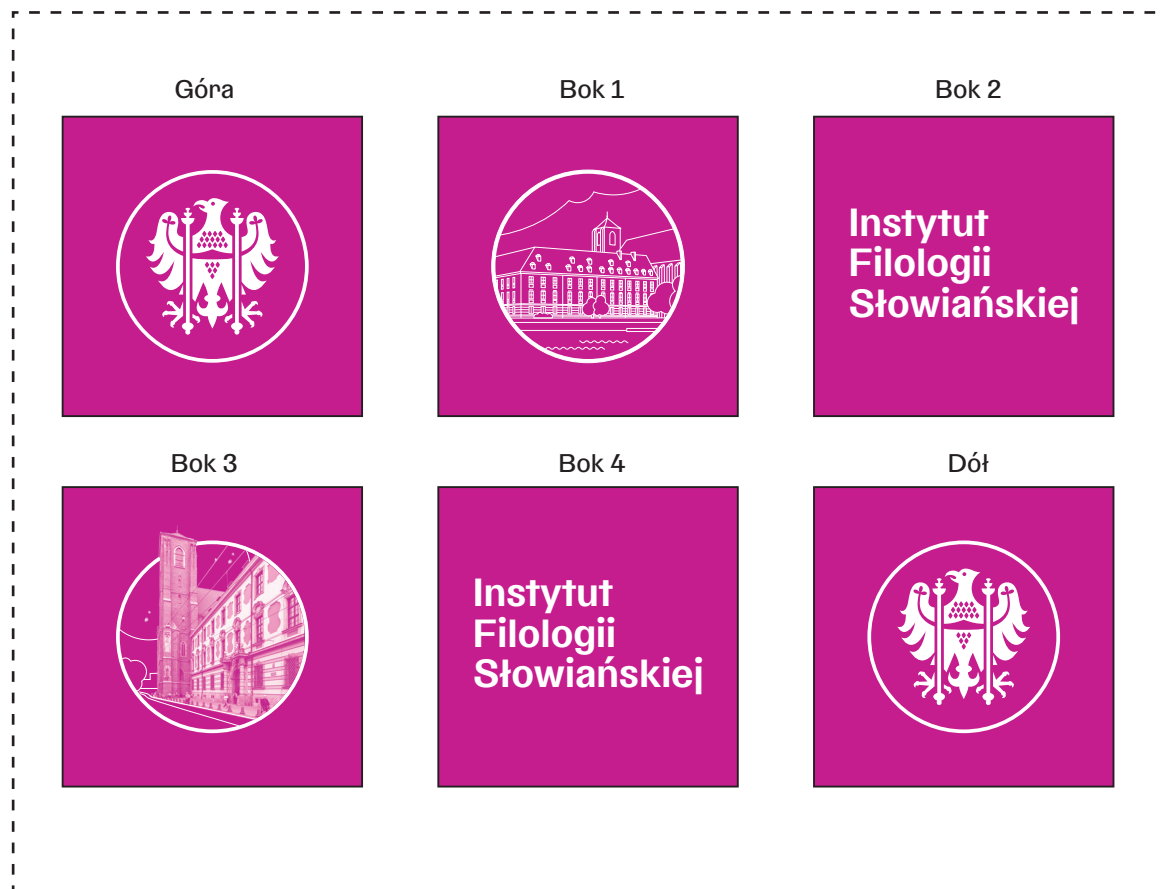 Góra
Bok 1
Bok 2
Instytut
Filologii
Słowiańskiej
Bok 3
Bok 4
Dół
Instytut
Filologii
Słowiańskiej